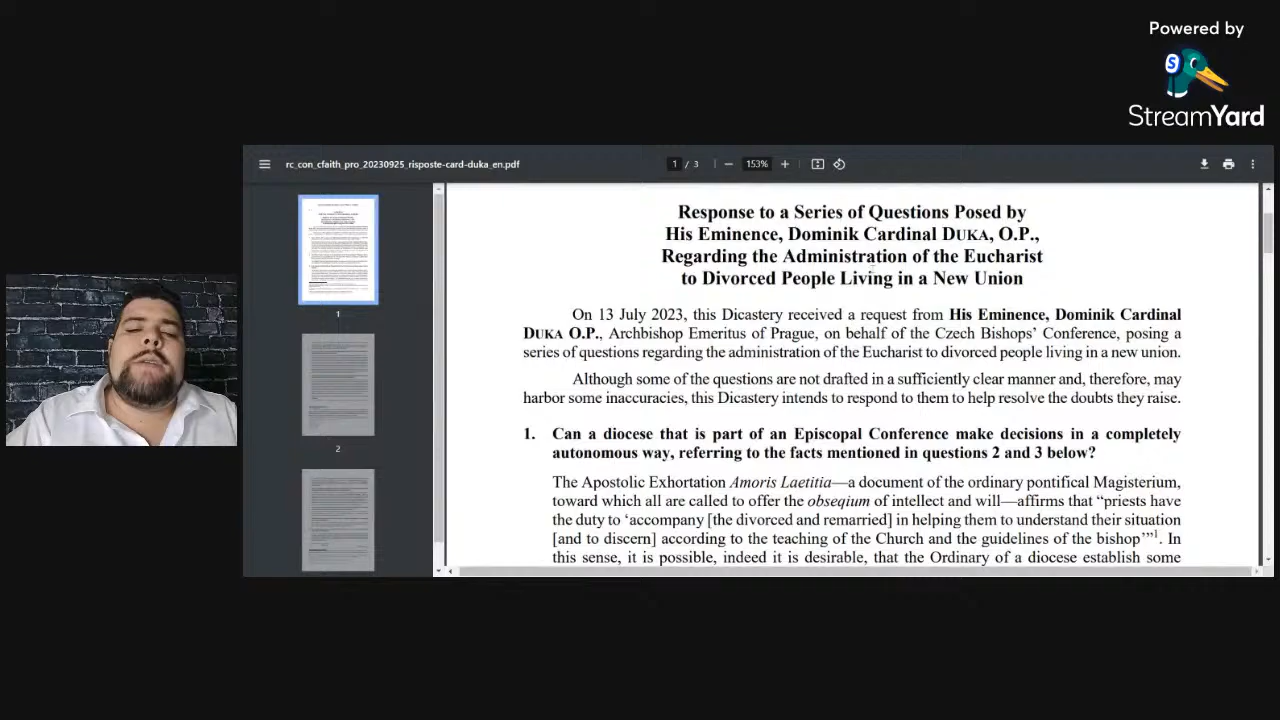 Powered by
StreamYard
rc_con_cfaith_pro_20230925_risposte-card-duka_en.pdf
1 / 3
153%
Response to a Series of Questions Posed by
His Eminence, Dominik Cardinal DUKA, O.P.,
Regarding the Administration of the Eucharist
to Divorced People Living in a New Union
On 13 July 2023, this Dicastery received a request from His Eminence, Dominik Cardinal
DUKA O.P., Archbishop Emeritus of Prague, on behalf of the Czech Bishops’ Conference, posing a
series of questions regarding the administration of the Eucharist to divorced people living in a new union.
Although some of the questions are not drafted in a sufficiently clear manner and, therefore, may
harbor some inaccuracies, this Dicastery intends to respond to them to help resolve the doubts they raise.
1. Can a diocese that is part of an Episcopal Conference make decisions in a completely
autonomous way, referring to the facts mentioned in questions 2 and 3 below?
The Apostolic Exhortation Amoris Laetitia—a document of the ordinary pontifical Magisterium,
toward which all are called to offer the obseqium of intellect and will—affirms that “priests have
the duty to ‘accompany [the divorced and remarried] in helping them to understand their situation
[and to discern] according to the teaching of the Church and the guidelines of the bishop’”1. In
this sense, it is possible, indeed it is desirable, that the Ordinary of a diocese establish some
1
2